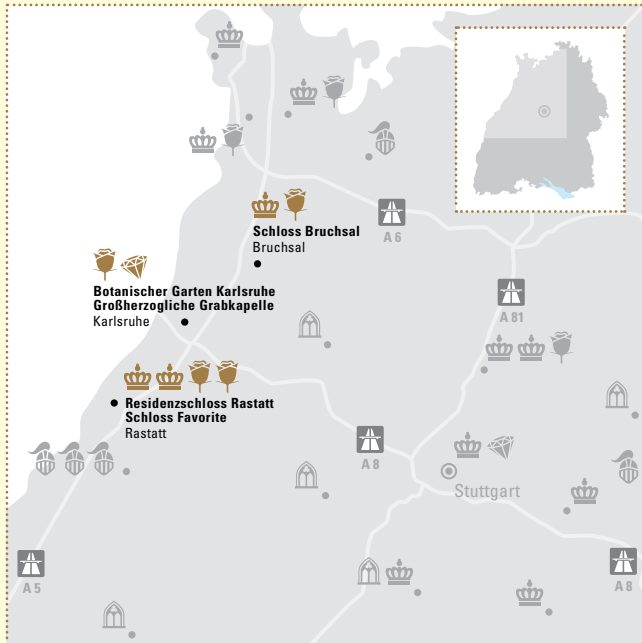 Schloss Bruchsal
Bruchsal
A 6
Botanischer Garten Karlsruhe
Großherzogliche Grabkapelle
Karlsruhe
A 81
Residenzschloss Rastatt
Schloss Favorite
Rastatt
A 8
Stuttgart
A 5
A 8